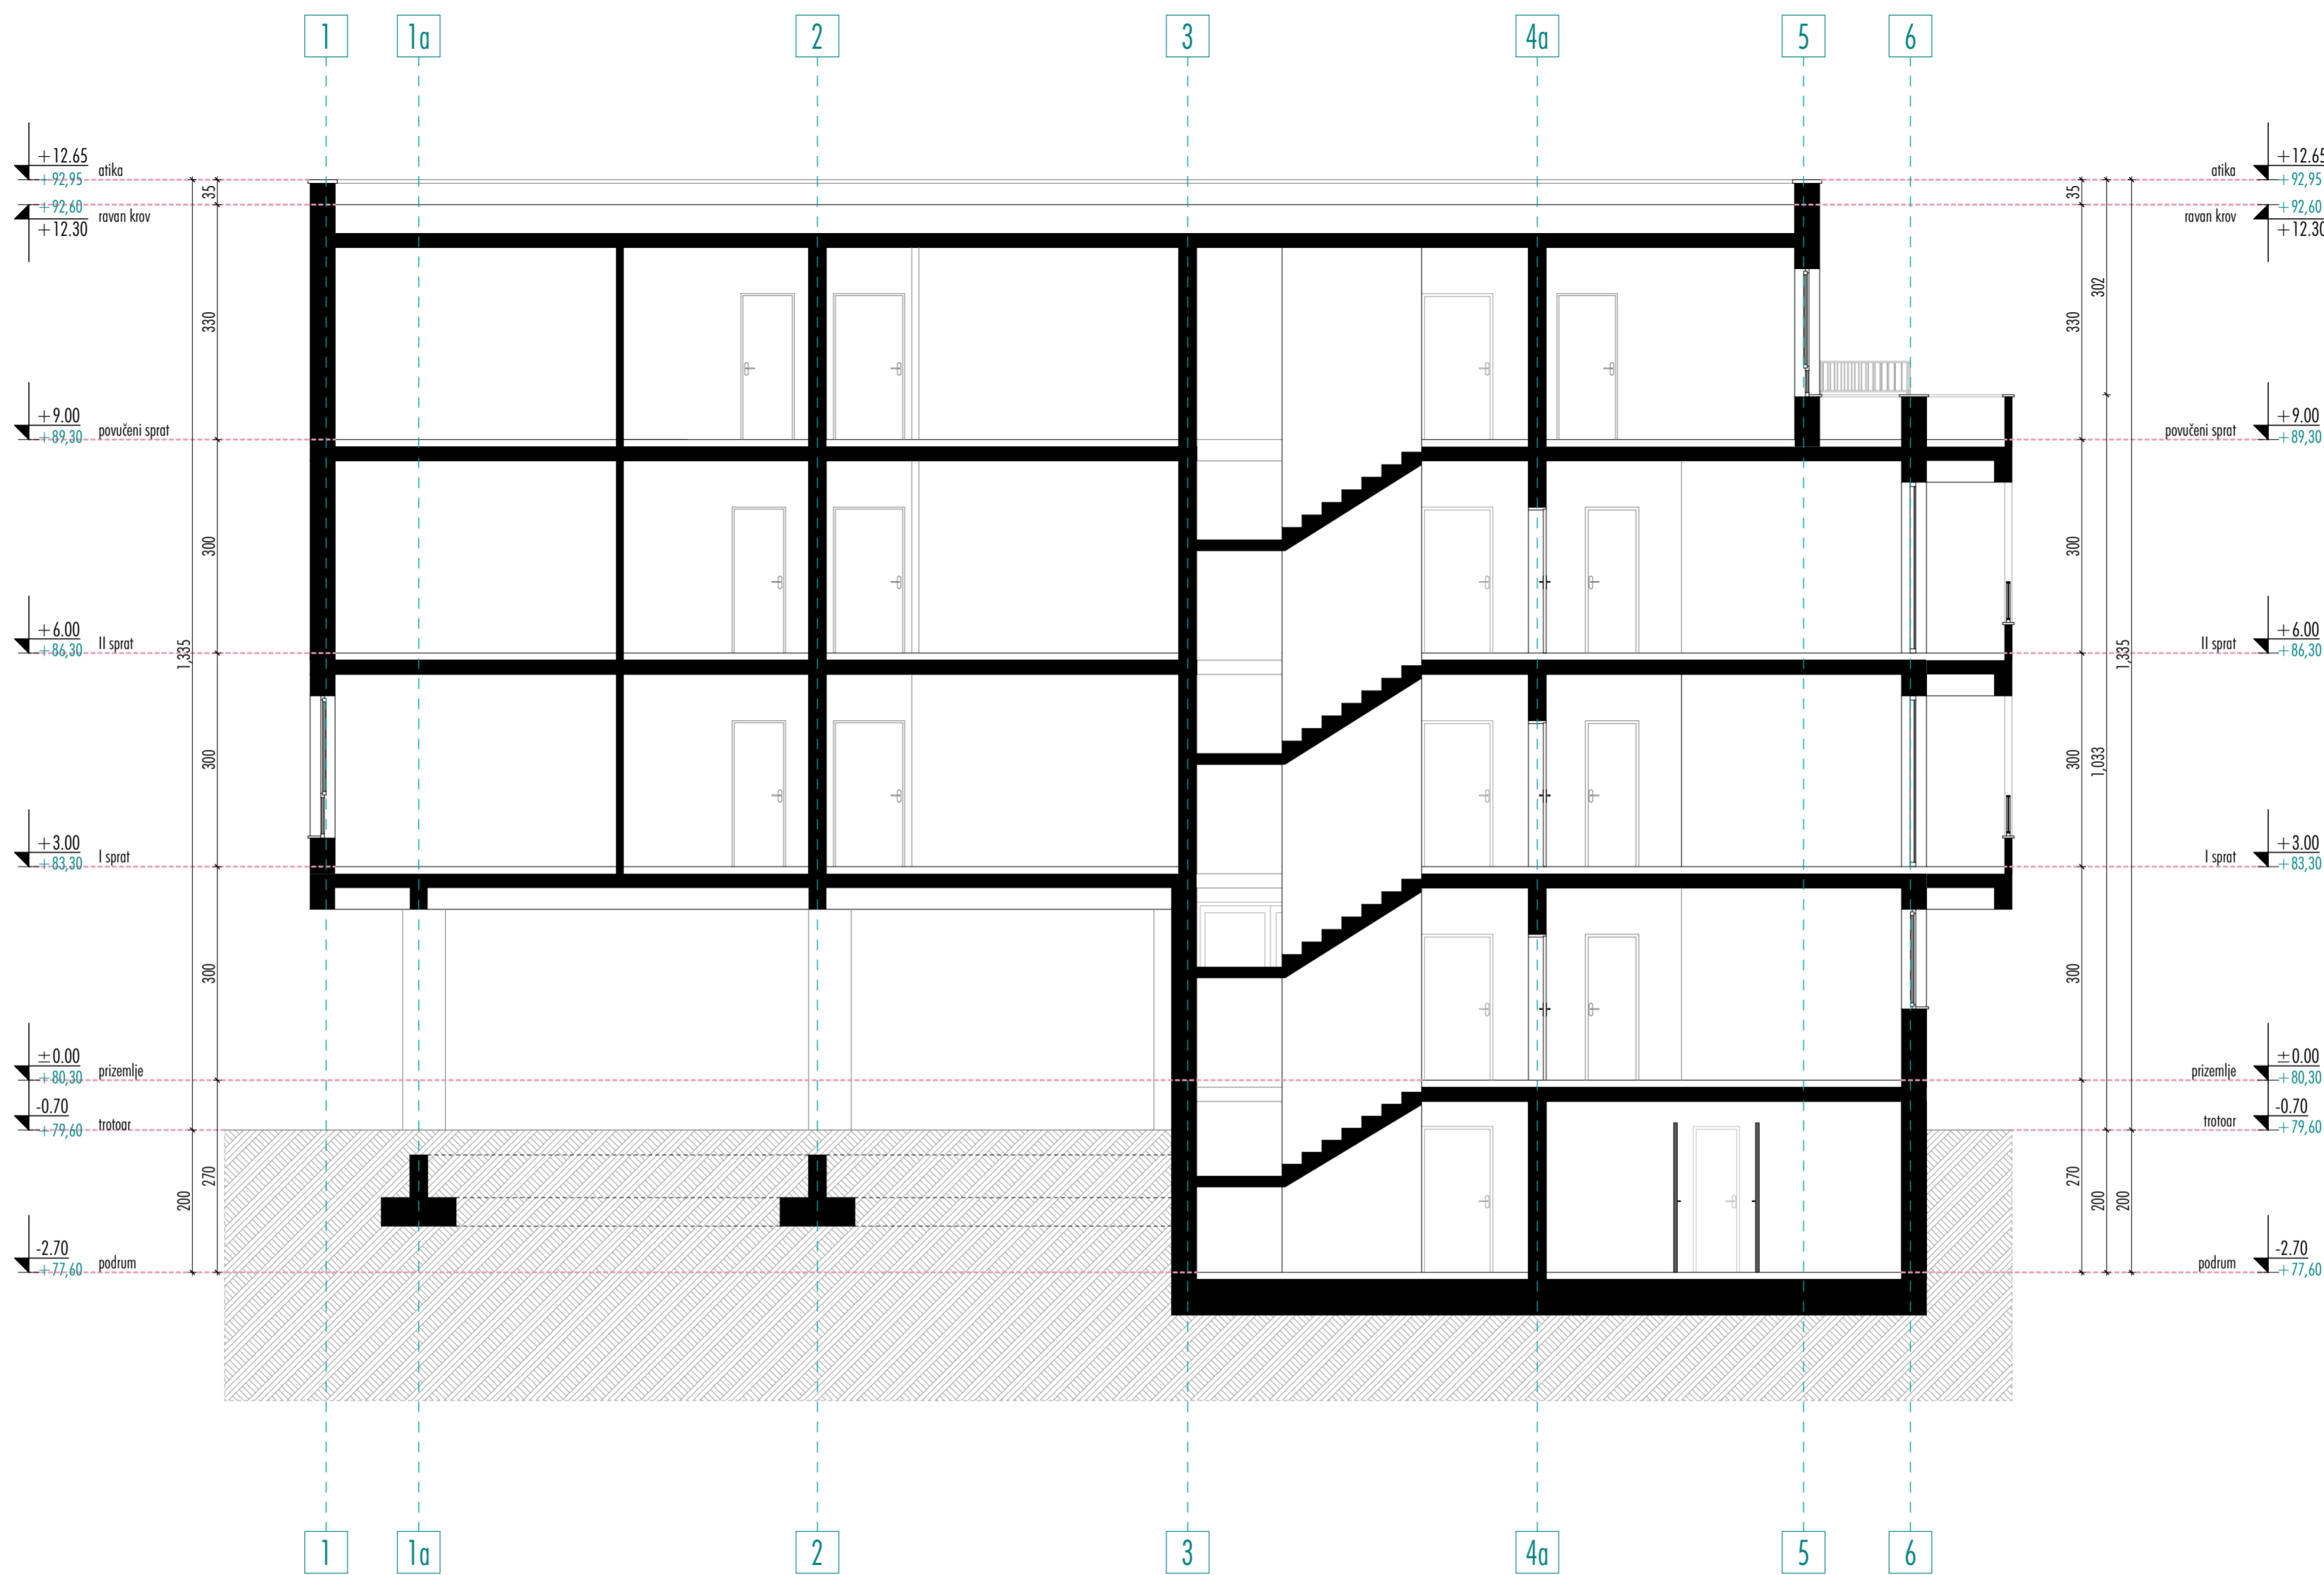 1 1a 2 3 4a 5 6
+12.65
+92,95
atika
+92,60
+12.30
ravan krov
+9.00
+89,30
povučeni sprat
+6.00
+86,30
II sprat
+3.00
+83,30
I sprat
±0.00
+80,30
prizemlje
-0.70
+79,60
trotoar
-2.70
+77,60
podrum
1,335
200
35
330
300
300
300
270
35
330
300
300
300
270
302
1,033
200
1,335
200
atika
+12.65
+92,95
ravan krov
+92,60
+12.30
povučeni sprat
+9.00
+89,30
II sprat
+6.00
+86,30
I sprat
+3.00
+83,30
prizemlje
±0.00
+80,30
trotoar
-0.70
+79,60
podrum
-2.70
+77,60
1 1a 2 3 4a 5 6